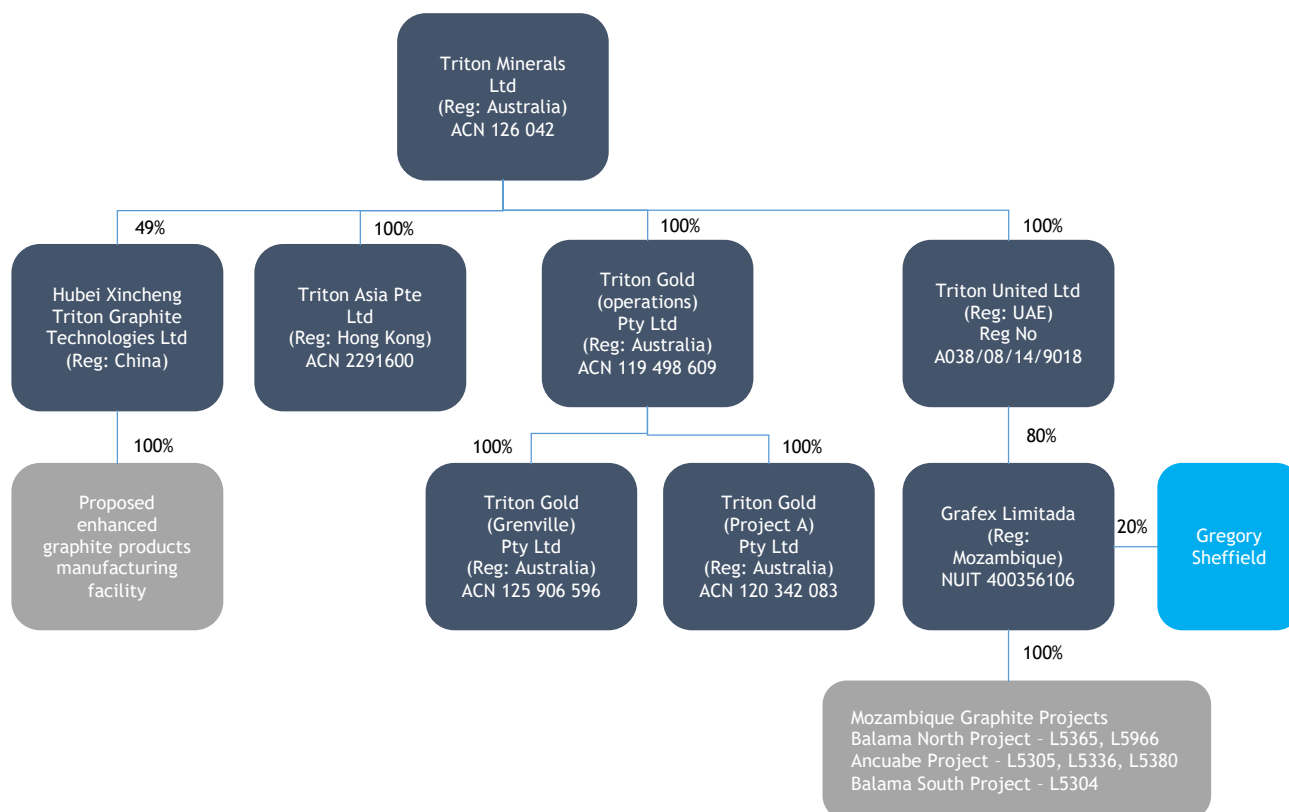 Triton Minerals
Ltd
(Reg: Australia)
ACN 126 042
49%
100%
100%
100%
Hubei Xincheng
Triton Graphite
Technologies Ltd
(Reg: China)
Triton Asia Pte
Ltd
(Reg: Hong Kong)
ACN 2291600
Triton Gold
(operations)
Pty Ltd
(Reg: Australia)
ACN 119 498 609
Triton United Ltd
(Reg: UAE)
Reg No
A038/08/14/9018
100%
100%
100%
80%
Proposed
enhanced
graphite products
manufacturing
facility
Triton Gold
(Grenville)
Pty Ltd
(Reg: Australia)
ACN 125 906 596
Triton Gold
(Project A)
Pty Ltd
(Reg: Australia)
ACN 120 342 083
Grafex Limitada
(Reg:
Mozambique)
NUIT 400356106
20%
Gregory
Sheffield
100%
Mozambique Graphite Projects
Balama North Project – L5365, L5966
Ancuabe Project – L5305, L5336, L5380
Balama South Project – L5304